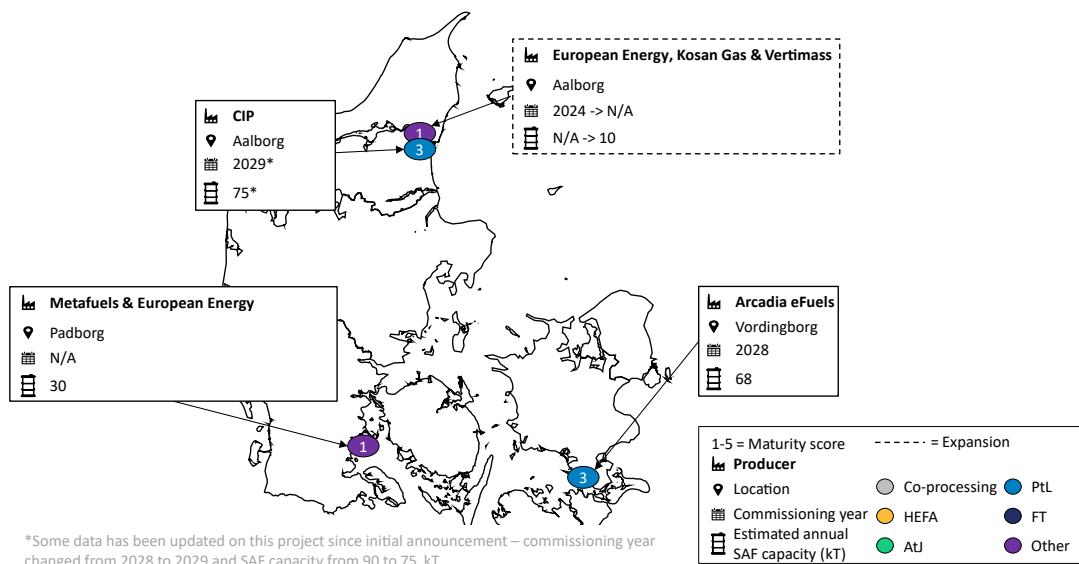 European Energy, Kosan Gas & Vertimass
Aalborg
2024 -> N/A
N/A -> 10
CIP
Aalborg
2029*
75*
1
3
Metafuels & European Energy
Padborg
N/A
30
Arcadia eFuels
Vordingborg
2028
68
1
3
1-5 = Maturity score
= Expansion
Producer
Location
Commissioning year
Estimated annual
SAF capacity (kT)
Co-processing
PtL
HEFA
FT
AtJ
Other
*Some data has been updated on this project since initial announcement – commissioning year
changed from 2028 to 2029 and SAF capacity from 90 to 75 kT